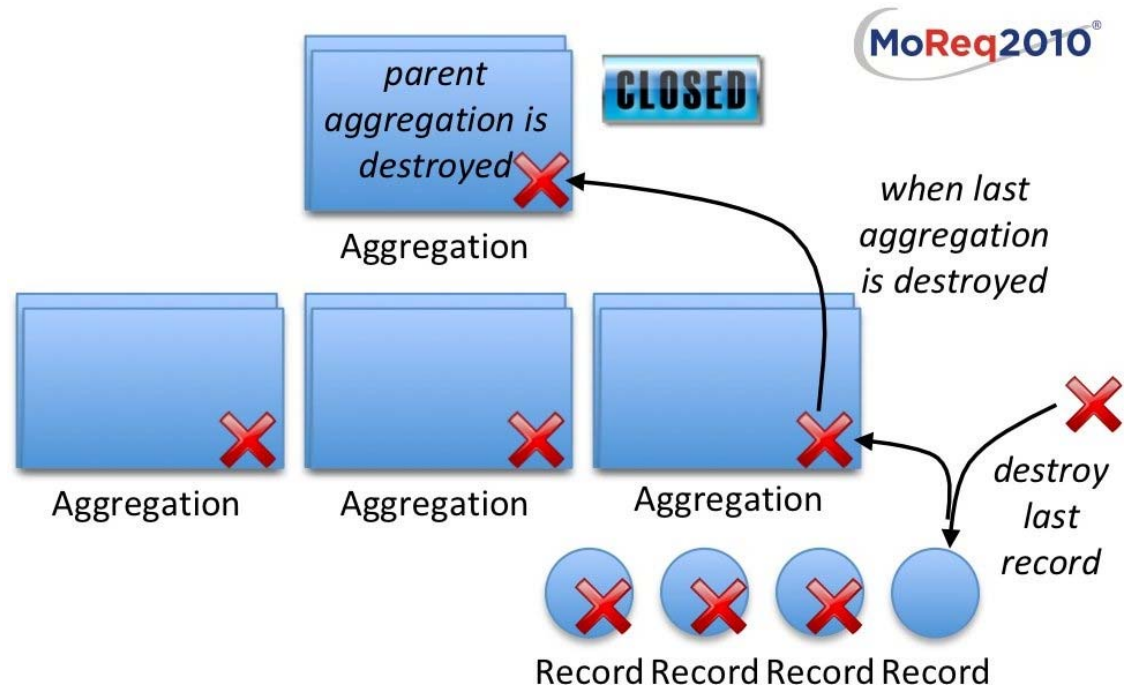 MoReq2010®
parent
aggregation is
destroyed
CLOSED
Aggregation
when last
aggregation
is destroyed
Aggregation
Aggregation
Aggregation
destroy
last
record
Record Record Record Record